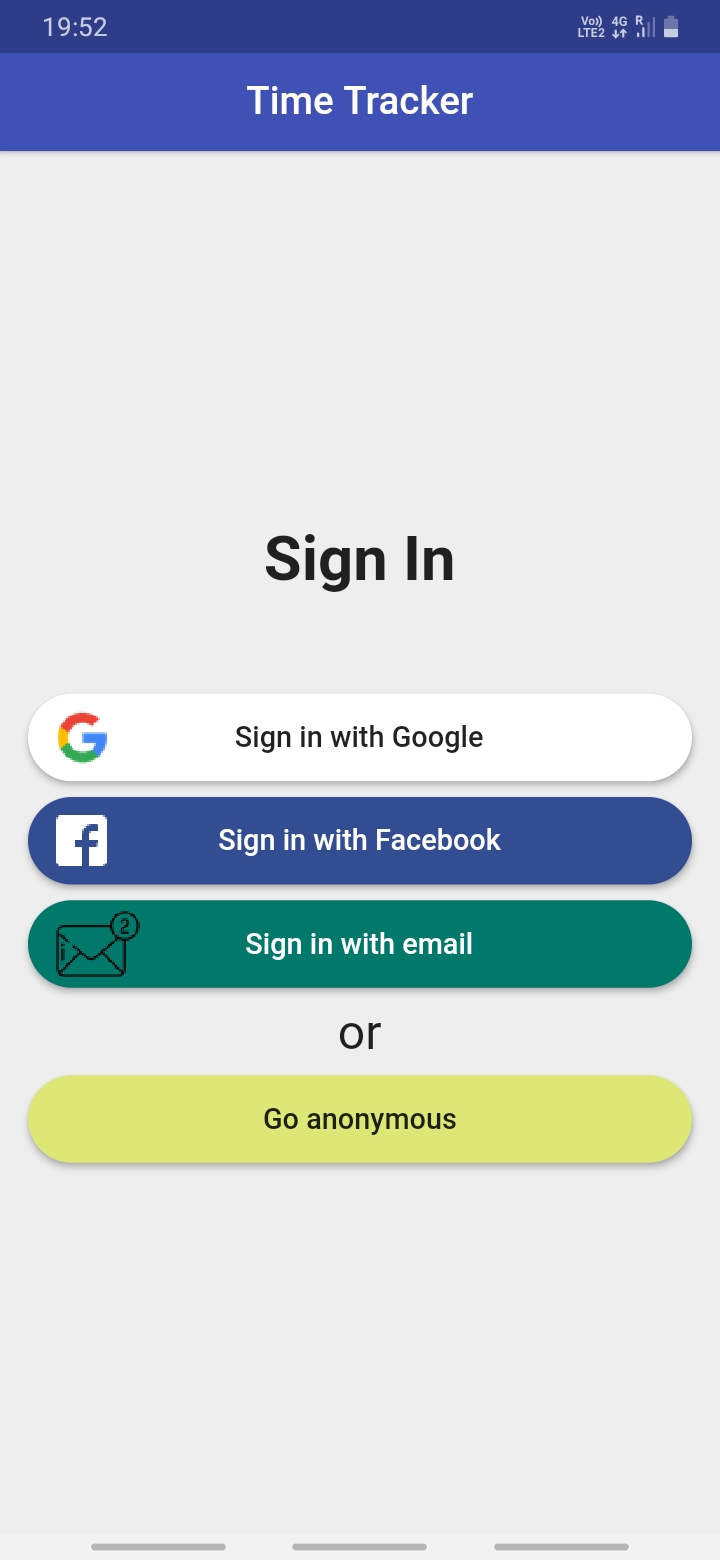 19:52
Vo)) 4G R
LTE2
Time Tracker
Sign In
G Sign in with Google
f Sign in with Facebook
2
Sign in with email
or
Go anonymous